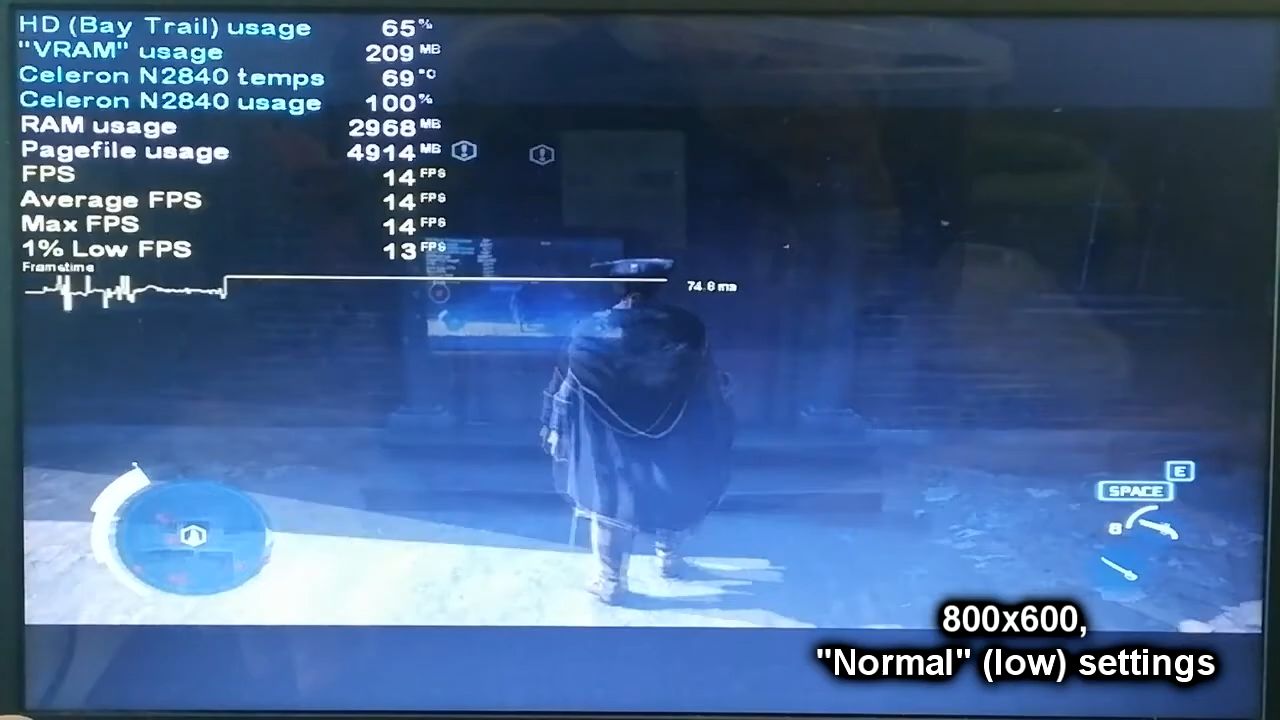 HD (Bay Trail) usage 65 %
"VRAM" usage 209 MB
Celeron N2840 temps 69 °C
Celeron N2840 usage 100 %
RAM usage 2968 MB
Pagefile usage 4914 MB
FPS 14 FPS
Average FPS 14 FPS
Max FPS 14 FPS
1% Low FPS 13 FPS
Frametime
74.8 ms
E
SPACE
8
800x600,
"Normal" (low) settings